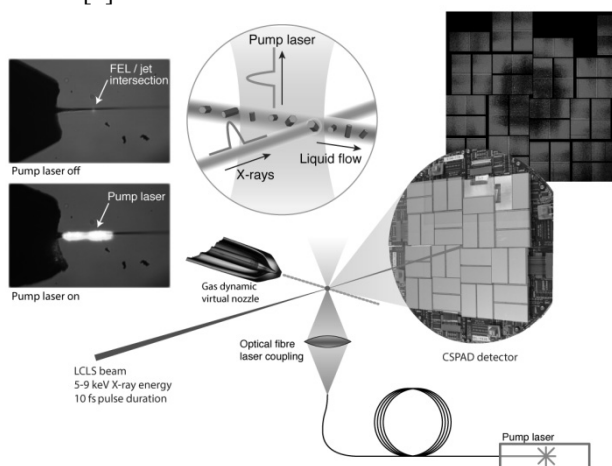 FEL / jet
intersection
Pump laser off
Pump laser
Pump laser on
Pump laser
X-rays
Liquid flow
Gas dynamic
virtual nozzle
Optical fibre
laser coupling
CSPAD detector
LCLS beam
5-9 keV X-ray energy
10 fs pulse duration
Pump laser